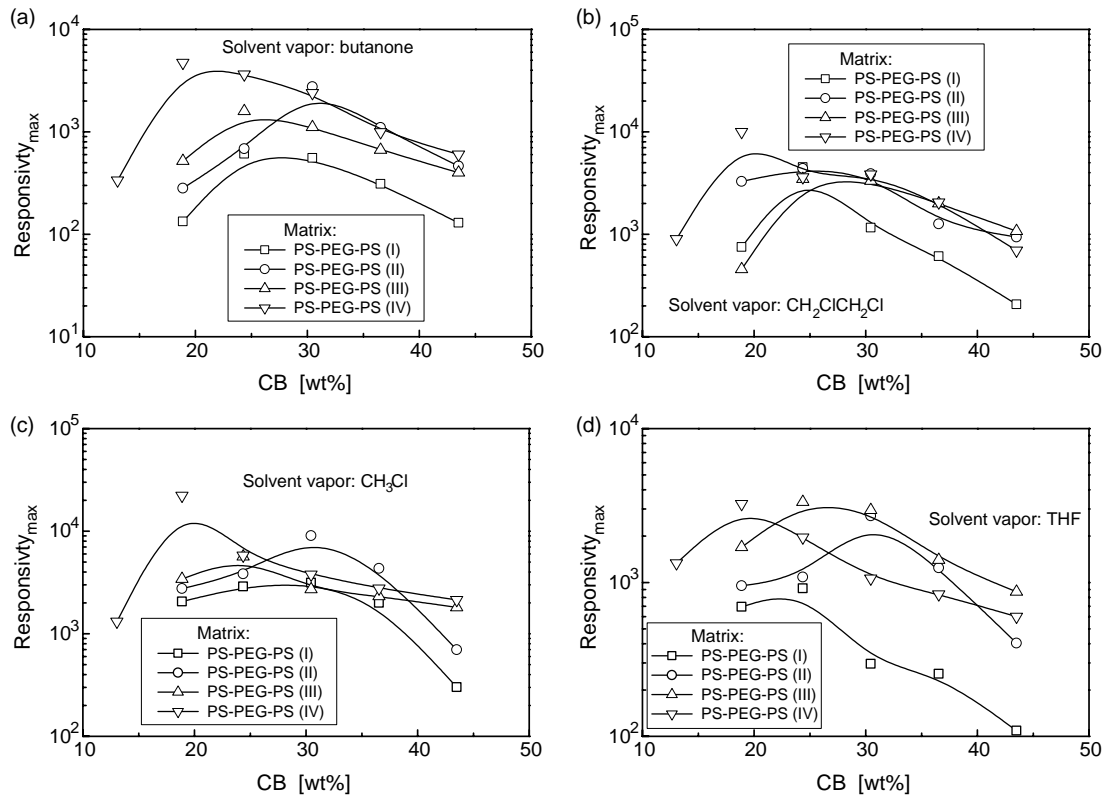 (a)
10^4
10^3
10^2
10^1
Responsivty_max
Solvent vapor: butanone
Matrix:
PS-PEG-PS (I)
PS-PEG-PS (II)
PS-PEG-PS (III)
PS-PEG-PS (IV)
10 20 30 40 50
CB [wt%]
(b)
10^5
10^4
10^3
10^2
Responsivty_max
Matrix:
PS-PEG-PS (I)
PS-PEG-PS (II)
PS-PEG-PS (III)
PS-PEG-PS (IV)
Solvent vapor: CH_2ClCH_2Cl
10 20 30 40 50
CB [wt%]
(c)
10^5
10^4
10^3
10^2
Responsivty_max
Solvent vapor: CH_3Cl
Matrix:
PS-PEG-PS (I)
PS-PEG-PS (II)
PS-PEG-PS (III)
PS-PEG-PS (IV)
10 20 30 40 50
CB [wt%]
(d)
10^4
10^3
10^2
Responsivty_max
Solvent vapor: THF
Matrix:
PS-PEG-PS (I)
PS-PEG-PS (II)
PS-PEG-PS (III)
PS-PEG-PS (IV)
10 20 30 40 50
CB [wt%]